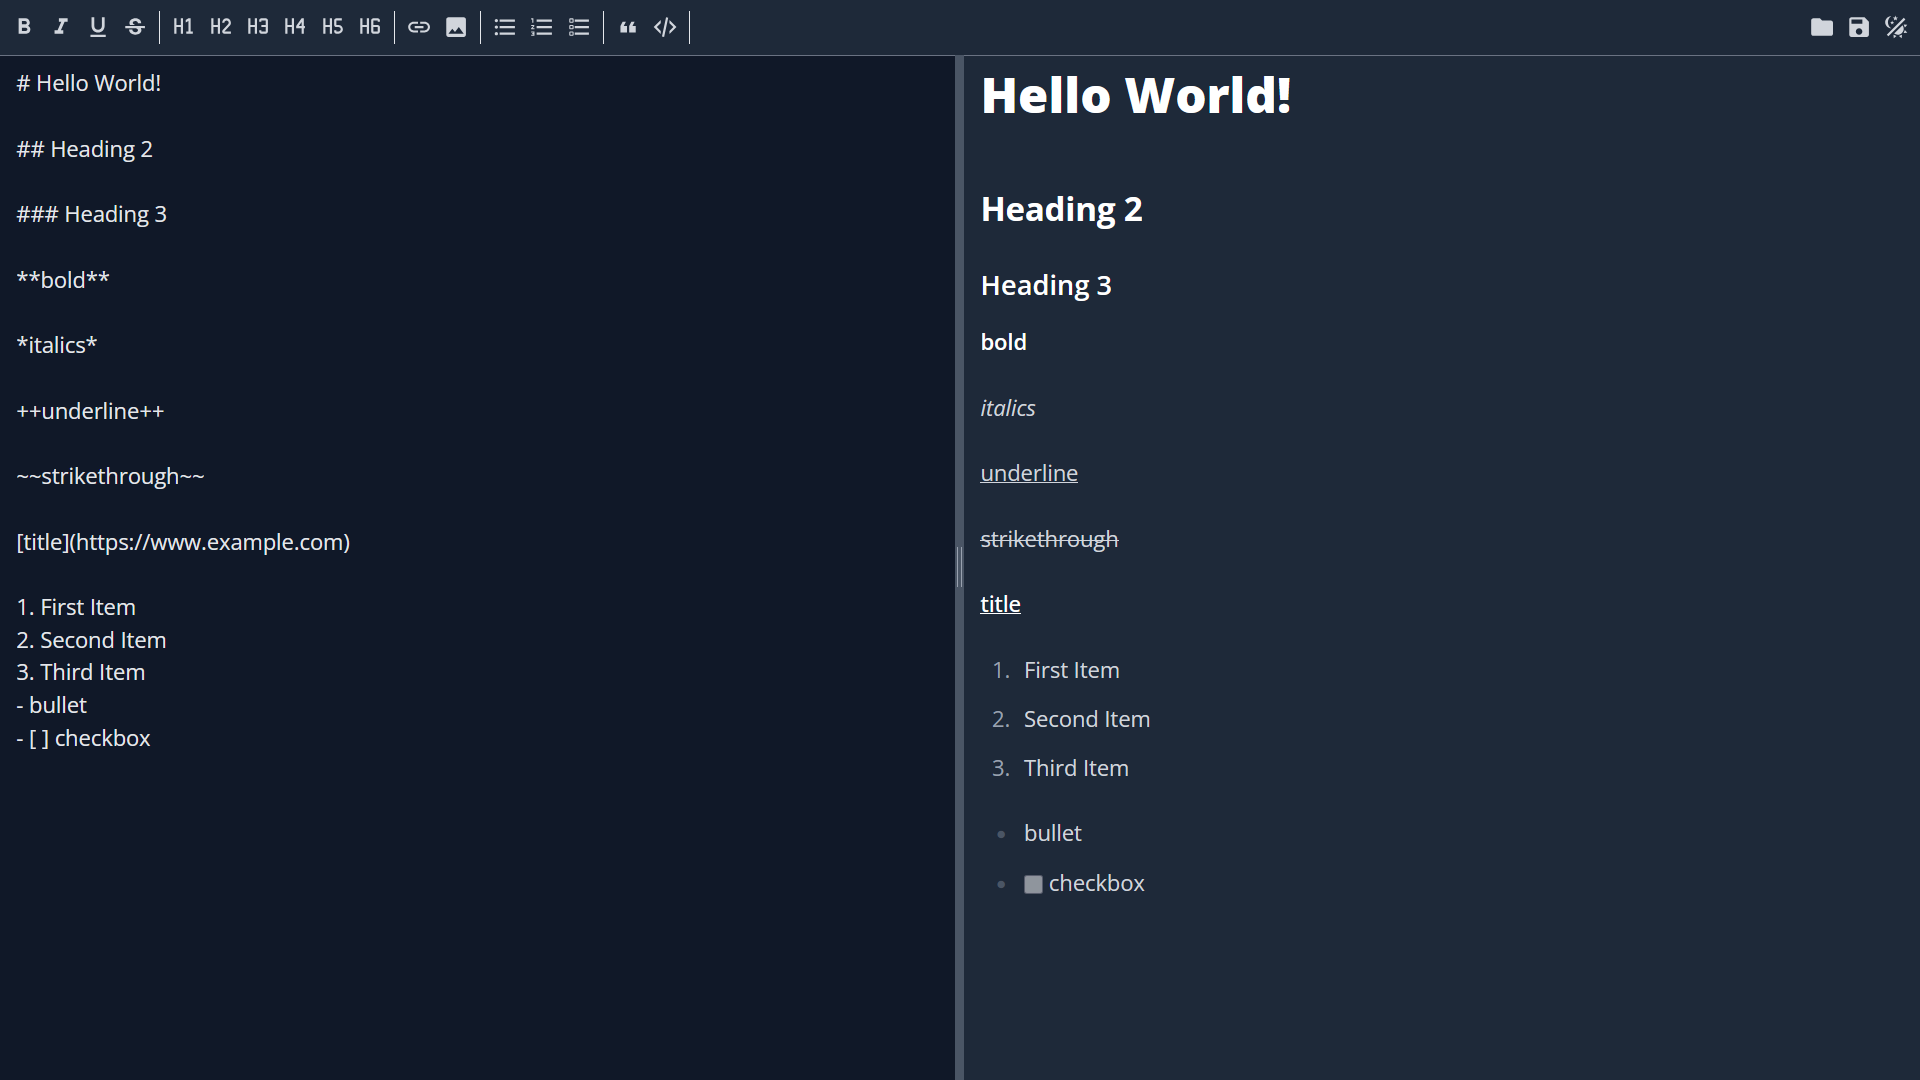 B I U S H1 H2 H3 H4 H5 H6
# Hello World!
## Heading 2
### Heading 3
**bold**
*italics*
++underline++
~~strikethrough~~
[title](https://www.example.com)
1. First Item
2. Second Item
3. Third Item
- bullet
- [ ] checkbox
Hello World!
Heading 2
Heading 3
bold
italics
underline
strikethrough
title
1. First Item
2. Second Item
3. Third Item
• bullet
• checkbox